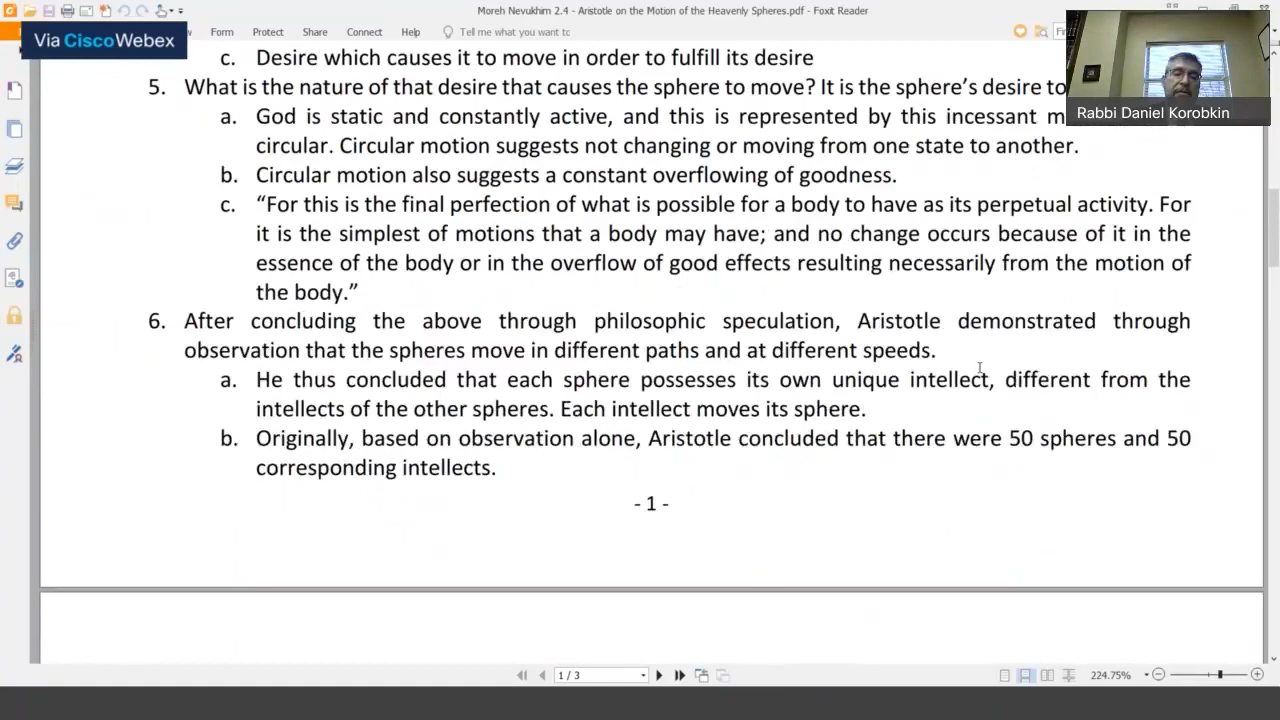 Moreh Nevukhim 2.4 - Aristotle on the Motion of the Heavenly Spheres.pdf - Foxit Reader
Via CiscoWebex
Form Protect Share Connect Help Tell me what you want to
Rabbi Daniel Korobkin
c. Desire which causes it to move in order to fulfill its desire
5. What is the nature of that desire that causes the sphere to move? It is the sphere's desire to
a. God is static and constantly active, and this is represented by this incessant
circular. Circular motion suggests not changing or moving from one state to another.
b. Circular motion also suggests a constant overflowing of goodness.
c. “For this is the final perfection of what is possible for a body to have as its perpetual activity. For
it is the simplest of motions that a body may have; and no change occurs because of it in the
essence of the body or in the overflow of good effects resulting necessarily from the motion of
the body.”
6. After concluding the above through philosophic speculation, Aristotle demonstrated through
observation that the spheres move in different paths and at different speeds.
a. He thus concluded that each sphere possesses its own unique intellect, different from the
intellects of the other spheres. Each intellect moves its sphere.
b. Originally, based on observation alone, Aristotle concluded that there were 50 spheres and 50
corresponding intellects.
- 1 -
1 / 3
224.75%